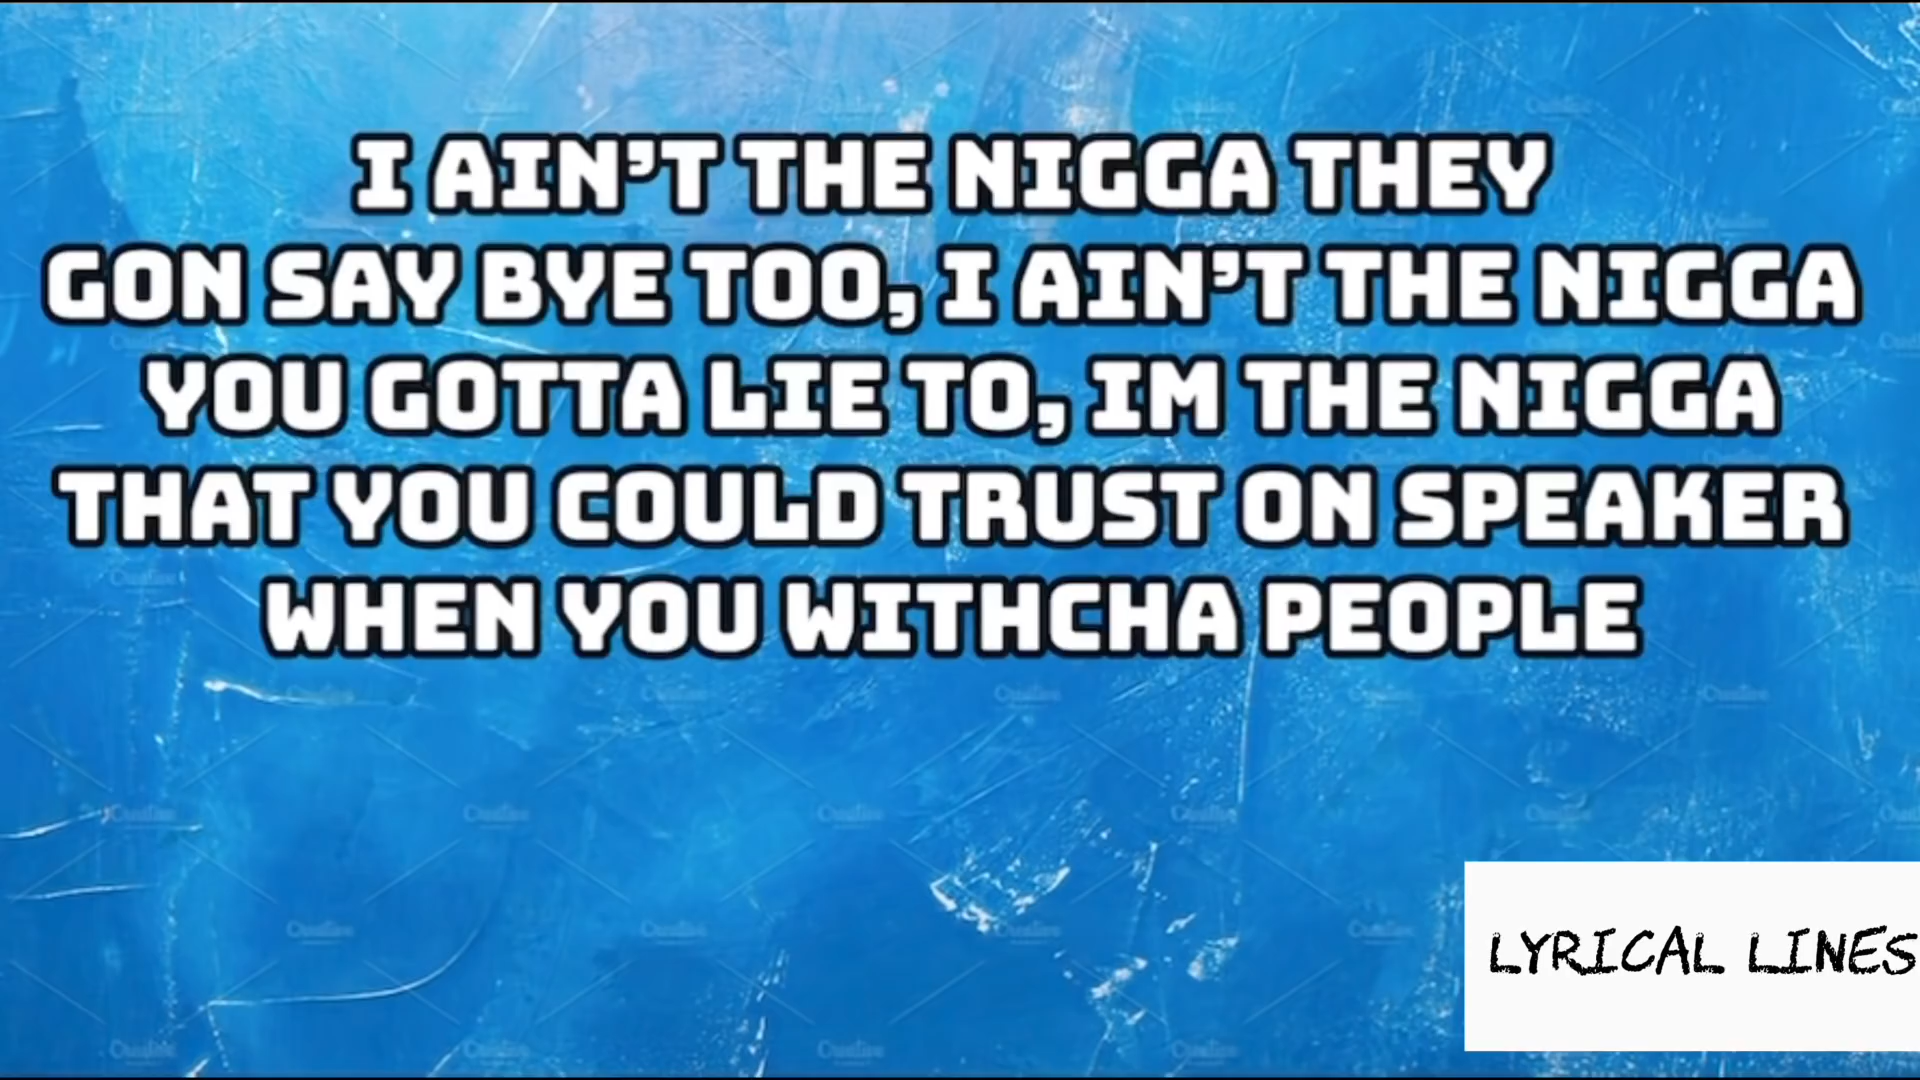 I AIN'T THE NIGGA THEY
GON SAY BYE TOO, I AIN'T THE NIGGA
YOU GOTTA LIE TO, IM THE NIGGA
THAT YOU COULD TRUST ON SPEAKER
WHEN YOU WITHCHA PEOPLE
LYRICAL LINES